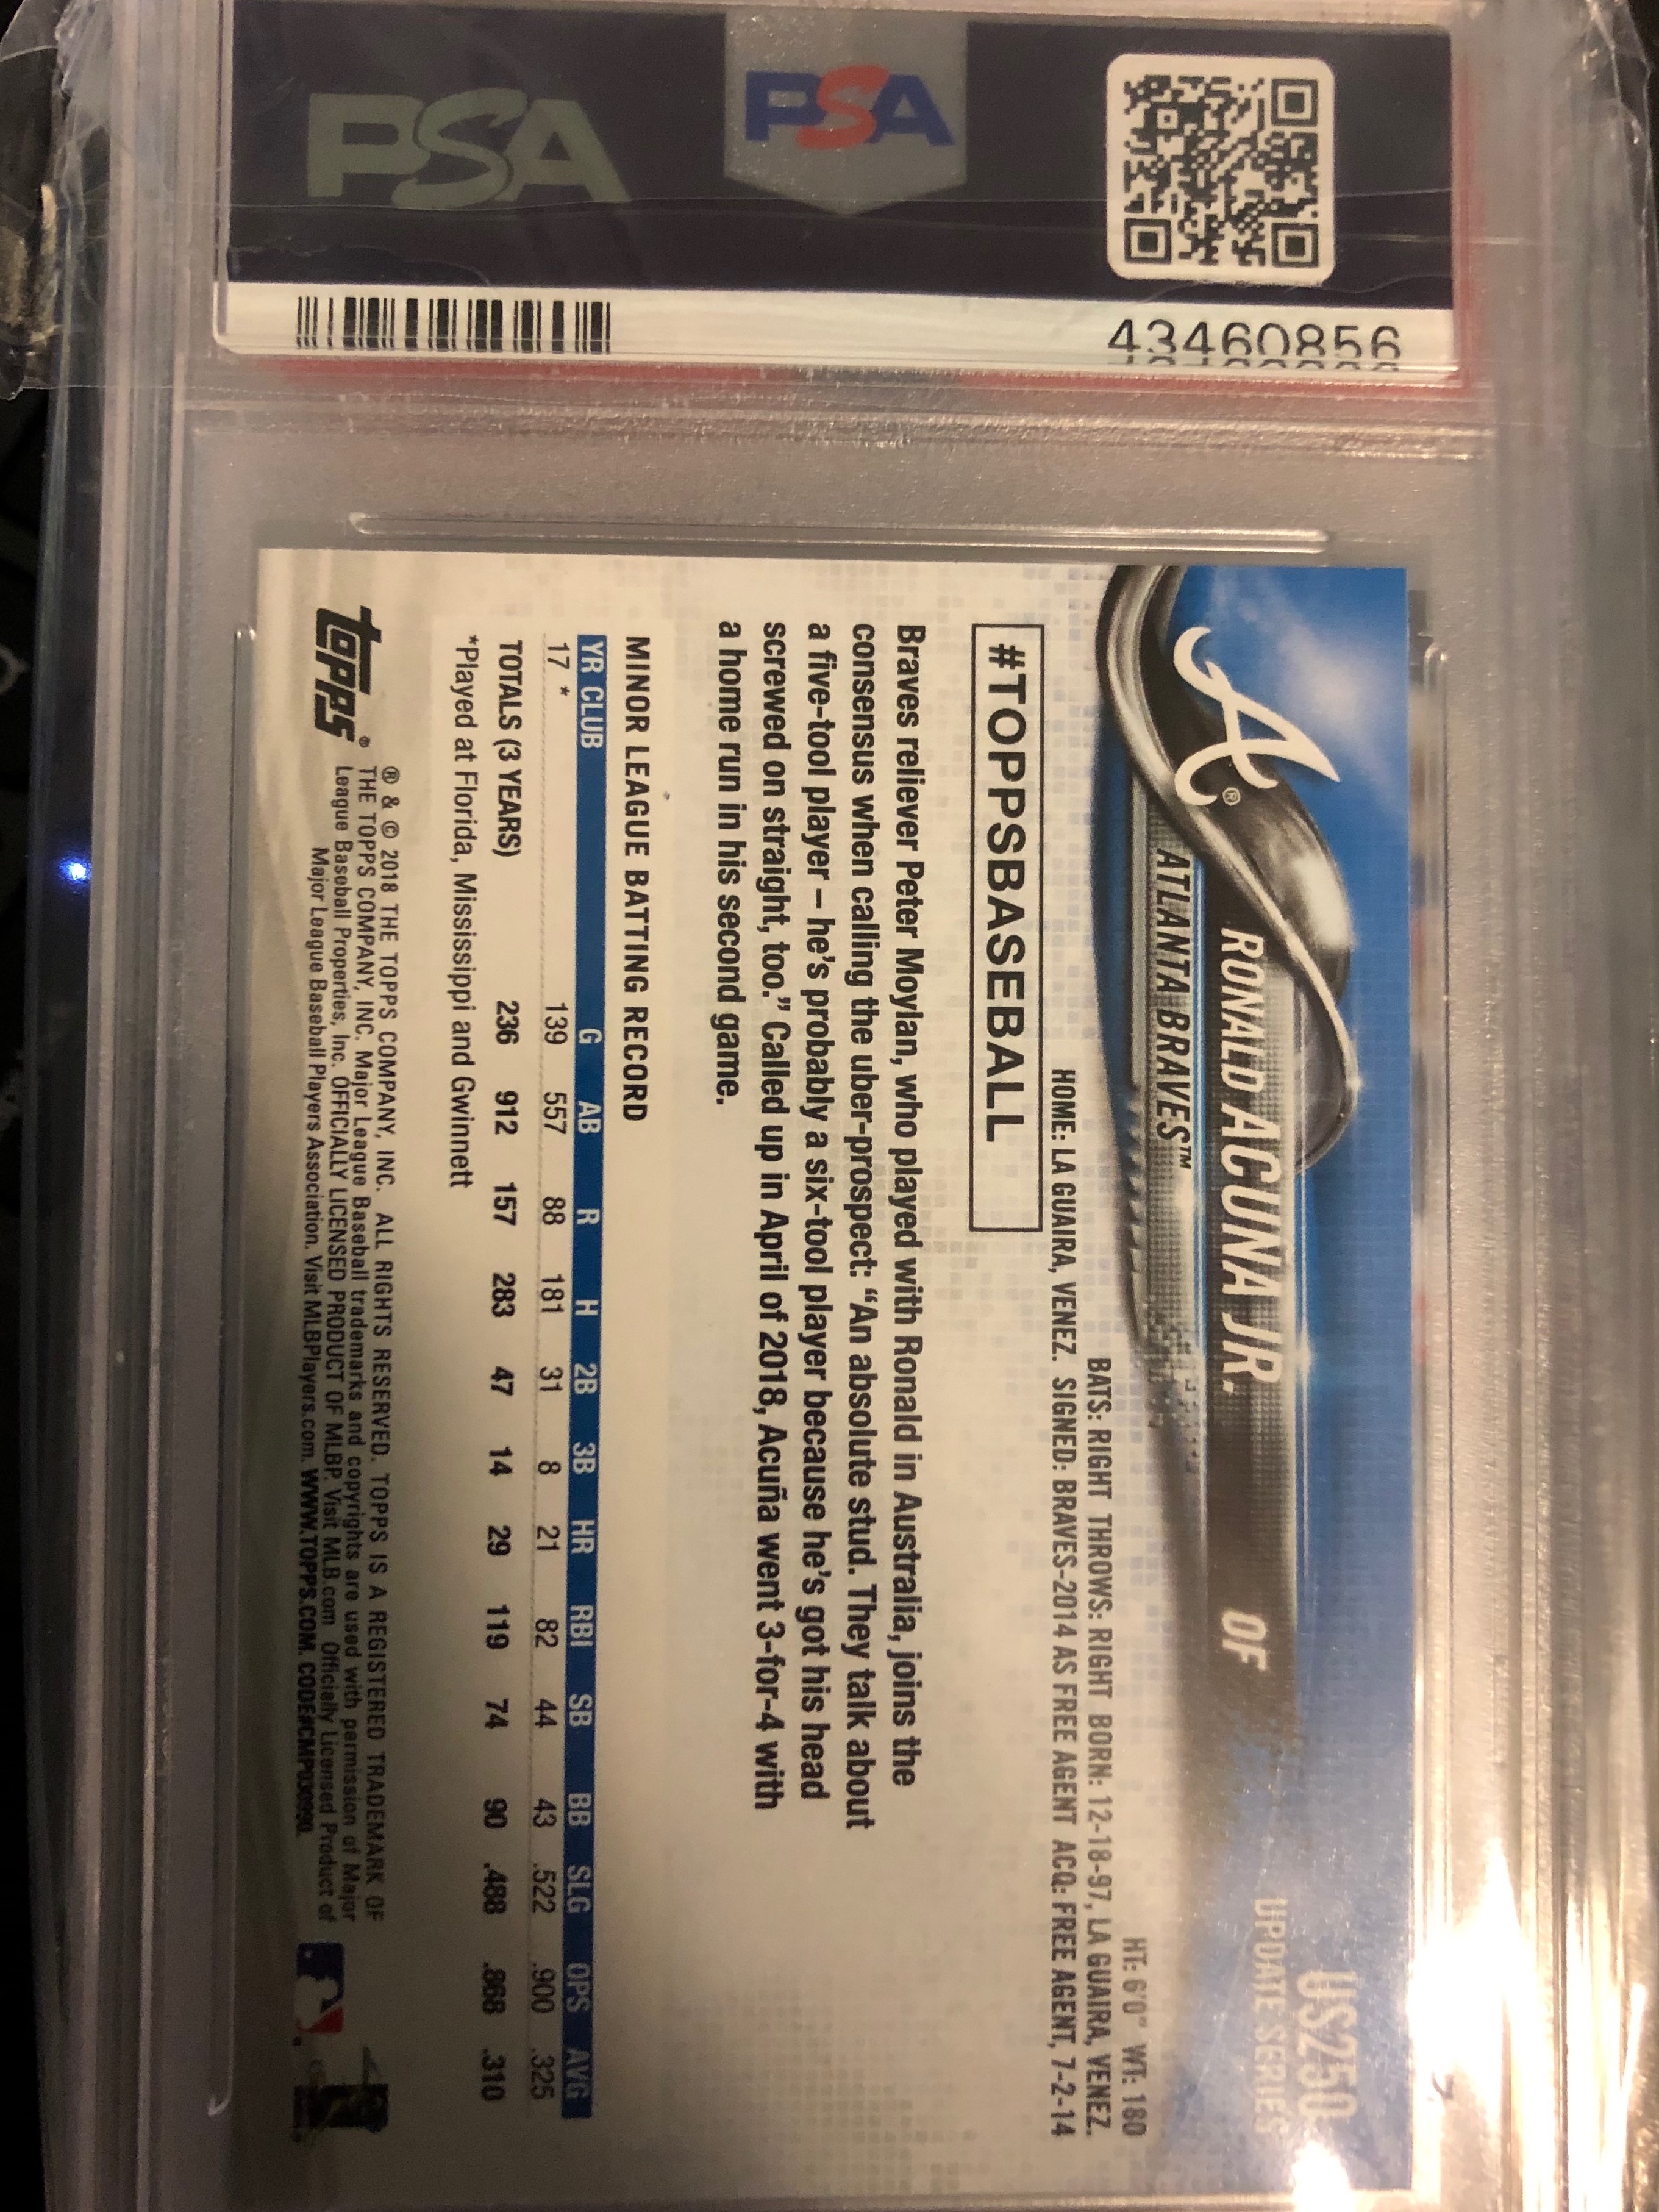 PSA
PSA
43460856
US250
UPDATE SERIES
A®
RONALD ACUÑA JR. OF
ATLANTA BRAVES™
HT: 6'0" WT: 180
BATS: RIGHT THROWS: RIGHT BORN: 12-18-97, LA GUAIRA, VENEZ.
HOME: LA GUAIRA, VENEZ. SIGNED: BRAVES-2014 AS FREE AGENT ACQ: FREE AGENT, 7-2-14
#TOPPSBASEBALL
Braves reliever Peter Moylan, who played with Ronald in Australia, joins the
consensus when calling the uber-prospect: “An absolute stud. They talk about
a five-tool player – he's probably a six-tool player because he's got his head
screwed on straight, too.” Called up in April of 2018, Acuña went 3-for-4 with
a home run in his second game.
MINOR LEAGUE BATTING RECORD
YR CLUB G AB R H 2B 3B HR RBI SB BB SLG OPS AVG
17 * 139 557 88 181 31 8 21 82 44 43 .522 .900 .325
TOTALS (3 YEARS) 236 912 157 283 47 14 29 119 74 90 .488 .868 .310
*Played at Florida, Mississippi and Gwinnett
topps®
® & © 2018 THE TOPPS COMPANY, INC. ALL RIGHTS RESERVED. TOPPS IS A REGISTERED TRADEMARK OF
THE TOPPS COMPANY, INC. Major League Baseball trademarks and copyrights are used with permission of Major
League Baseball Properties, Inc. OFFICIALLY LICENSED PRODUCT OF MLBP. Visit MLB.com Officially Licensed Product of
Major League Baseball Players Association. Visit MLBPlayers.com. WWW.TOPPS.COM. CODE#CMP030990.